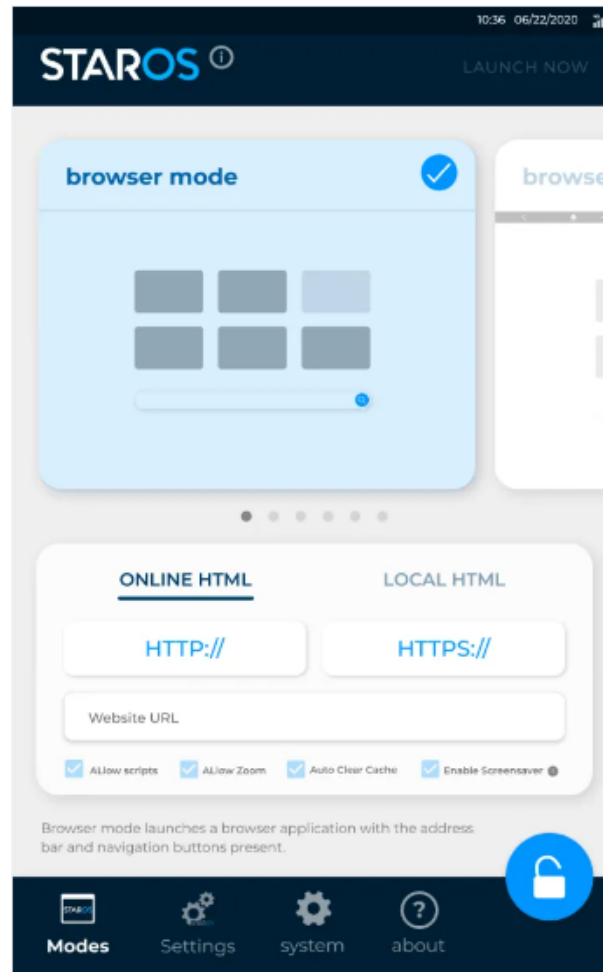 10:36 06/22/2020
STAROS
LAUNCH NOW
browser mode
browse
ONLINE HTML LOCAL HTML
HTTP:// HTTPS://
Website URL
ALlow scripts ALlow Zoom Auto Clear Cache Enable Screensaver
Browser mode launches a browser application with the address
bar and navigation buttons present.
STAROS
Modes Settings system about